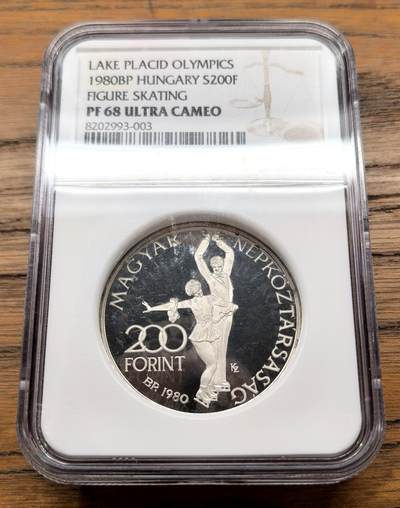 LAKE PLACID OLYMPICS
1980BP HUNGARY S200F
FIGURE SKATING
PF 68 ULTRA CAMEO
8202993-003
MAGYAR NÉPKÖZTÁRSASÁG
200
FORINT
BP. 1980